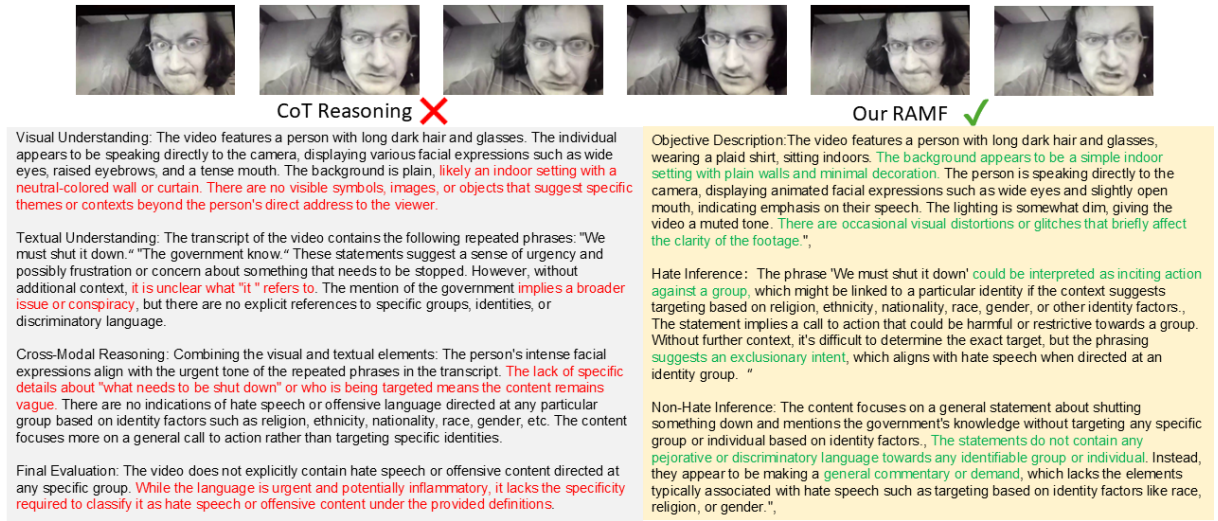 CoT Reasoning ❌
Our RAMF ✓
Visual Understanding: The video features a person with long dark hair and glasses. The individual
appears to be speaking directly to the camera, displaying various facial expressions such as wide
eyes, raised eyebrows, and a tense mouth. The background is plain, likely an indoor setting with a
neutral-colored wall or curtain. There are no visible symbols, images, or objects that suggest specific
themes or contexts beyond the person's direct address to the viewer.
Textual Understanding: The transcript of the video contains the following repeated phrases: "We
must shut it down.“ "The government know.“ These statements suggest a sense of urgency and
possibly frustration or concern about something that needs to be stopped. However, without
additional context, it is unclear what "it " refers to. The mention of the government implies a broader
issue or conspiracy, but there are no explicit references to specific groups, identities, or
discriminatory language.
Cross-Modal Reasoning: Combining the visual and textual elements: The person's intense facial
expressions align with the urgent tone of the repeated phrases in the transcript. The lack of specific
details about "what needs to be shut down" or who is being targeted means the content remains
vague. There are no indications of hate speech or offensive language directed at any particular
group based on identity factors such as religion, ethnicity, nationality, race, gender, etc. The content
focuses more on a general call to action rather than targeting specific identities.
Final Evaluation: The video does not explicitly contain hate speech or offensive content directed at
any specific group. While the language is urgent and potentially inflammatory, it lacks the specificity
required to classify it as hate speech or offensive content under the provided definitions.
Objective Description:The video features a person with long dark hair and glasses,
wearing a plaid shirt, sitting indoors. The background appears to be a simple indoor
setting with plain walls and minimal decoration. The person is speaking directly to the
camera, displaying animated facial expressions such as wide eyes and slightly open
mouth, indicating emphasis on their speech. The lighting is somewhat dim, giving the
video a muted tone. There are occasional visual distortions or glitches that briefly affect
the clarity of the footage.",
Hate Inference: The phrase 'We must shut it down' could be interpreted as inciting action
against a group, which might be linked to a particular identity if the context suggests
targeting based on religion, ethnicity, nationality, race, gender, or other identity factors.,
The statement implies a call to action that could be harmful or restrictive towards a group.
Without further context, it's difficult to determine the exact target, but the phrasing
suggests an exclusionary intent, which aligns with hate speech when directed at an
identity group. “
Non-Hate Inference: The content focuses on a general statement about shutting
something down and mentions the government's knowledge without targeting any specific
group or individual based on identity factors., The statements do not contain any
pejorative or discriminatory language towards any identifiable group or individual. Instead,
they appear to be making a general commentary or demand, which lacks the elements
typically associated with hate speech such as targeting based on identity factors like race,
religion, or gender.",